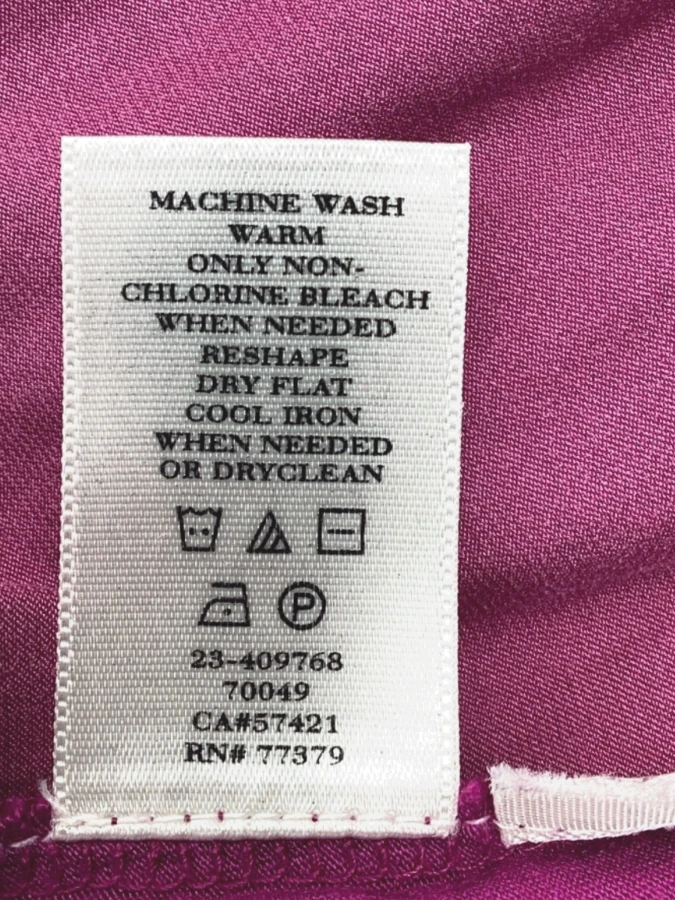 MACHINE WASH
WARM
ONLY NON-
CHLORINE BLEACH
WHEN NEEDED
RESHAPE
DRY FLAT
COOL IRON
WHEN NEEDED
OR DRYCLEAN
P
23-409768
70049
CA#57421
RN# 77379